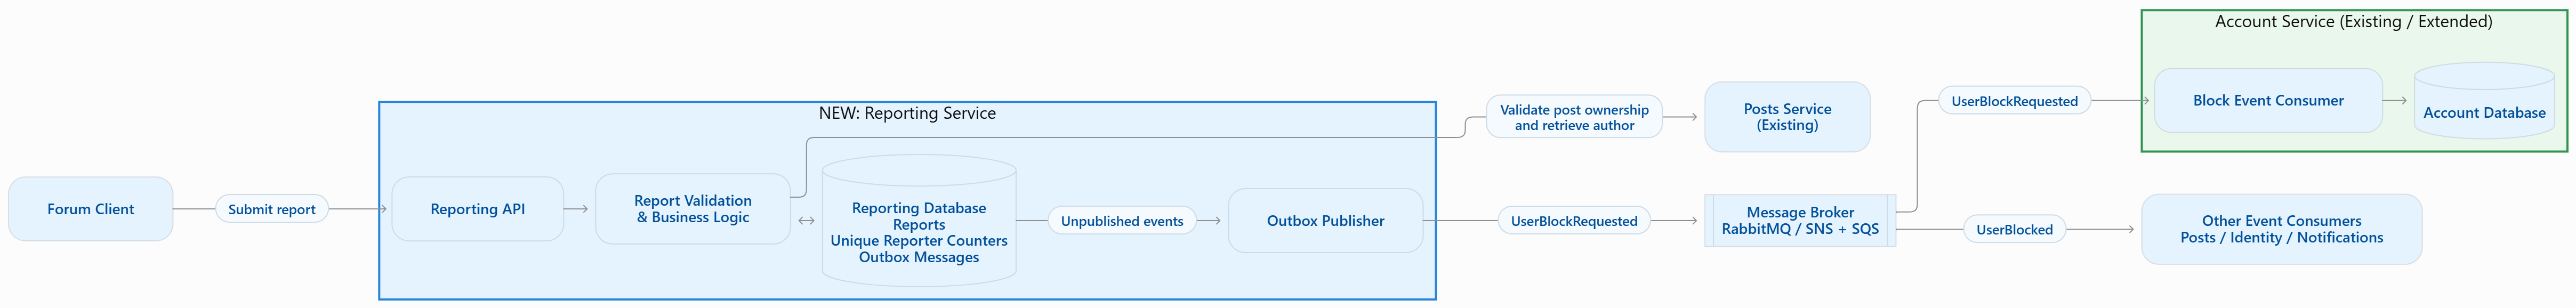 Forum Client
Submit report
NEW: Reporting Service
Reporting API
Report Validation
& Business Logic
Reporting Database
Reports
Unique Reporter Counters
Outbox Messages
Unpublished events
Outbox Publisher
Validate post ownership
and retrieve author
Posts Service
(Existing)
UserBlockRequested
Message Broker
RabbitMQ / SNS + SQS
UserBlockRequested
Account Service (Existing / Extended)
Block Event Consumer
Account Database
UserBlocked
Other Event Consumers
Posts / Identity / Notifications